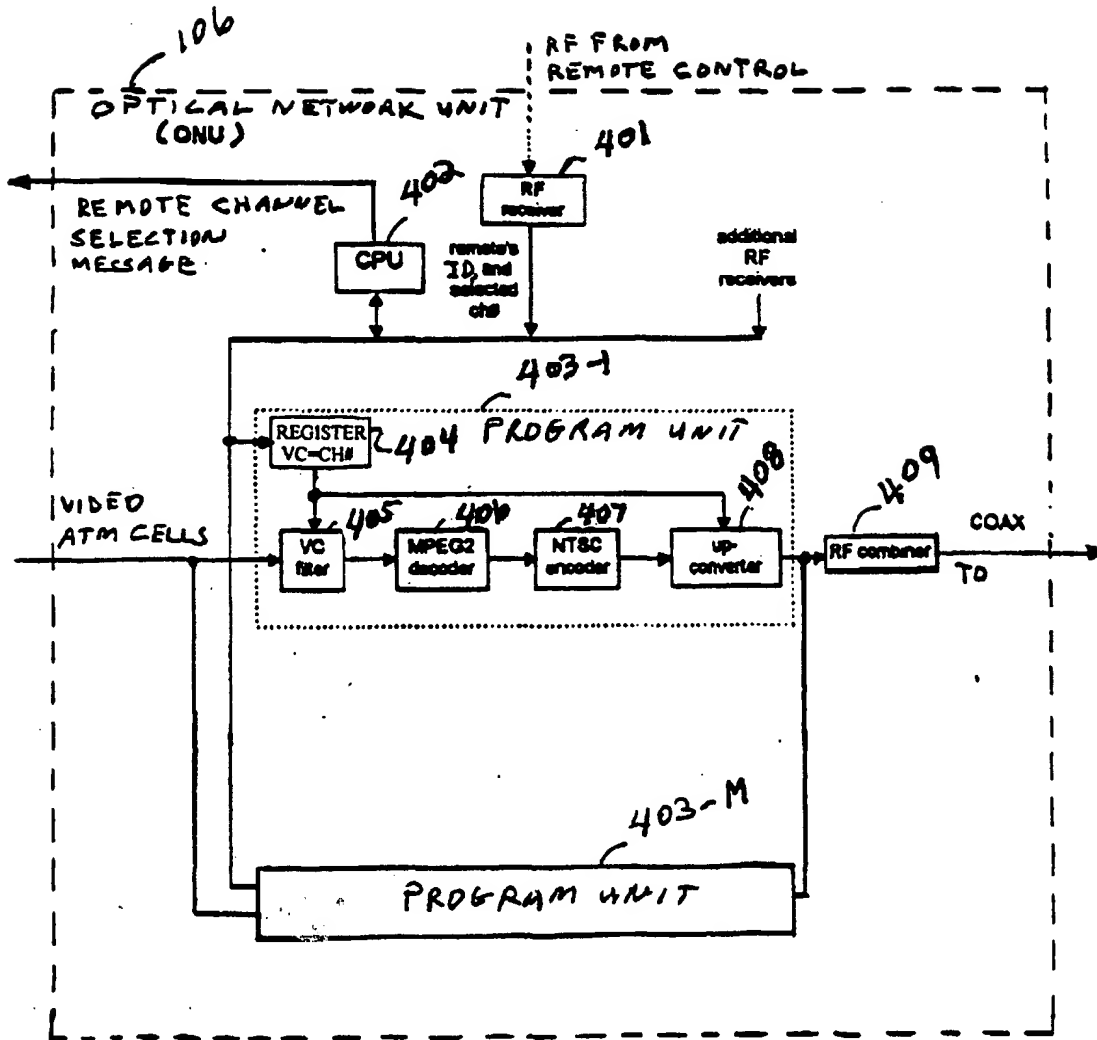 106
RF FROM
REMOTE CONTROL
OPTICAL NETWORK UNIT
(ONU)
401
402
RF
receiver
REMOTE CHANNEL
SELECTION
MESSAGE
CPU
remote's
ID, and
selected
ch#
additional
RF
receivers
403-1
REGISTER
VC=CH#
404
PROGRAM UNIT
408
409
VIDEO
ATM CELLS
405
406
407
VC
filter
MPEG2
decoder
NTSC
encoder
up-
converter
RF combiner
COAX
TO
403-M
PROGRAM UNIT